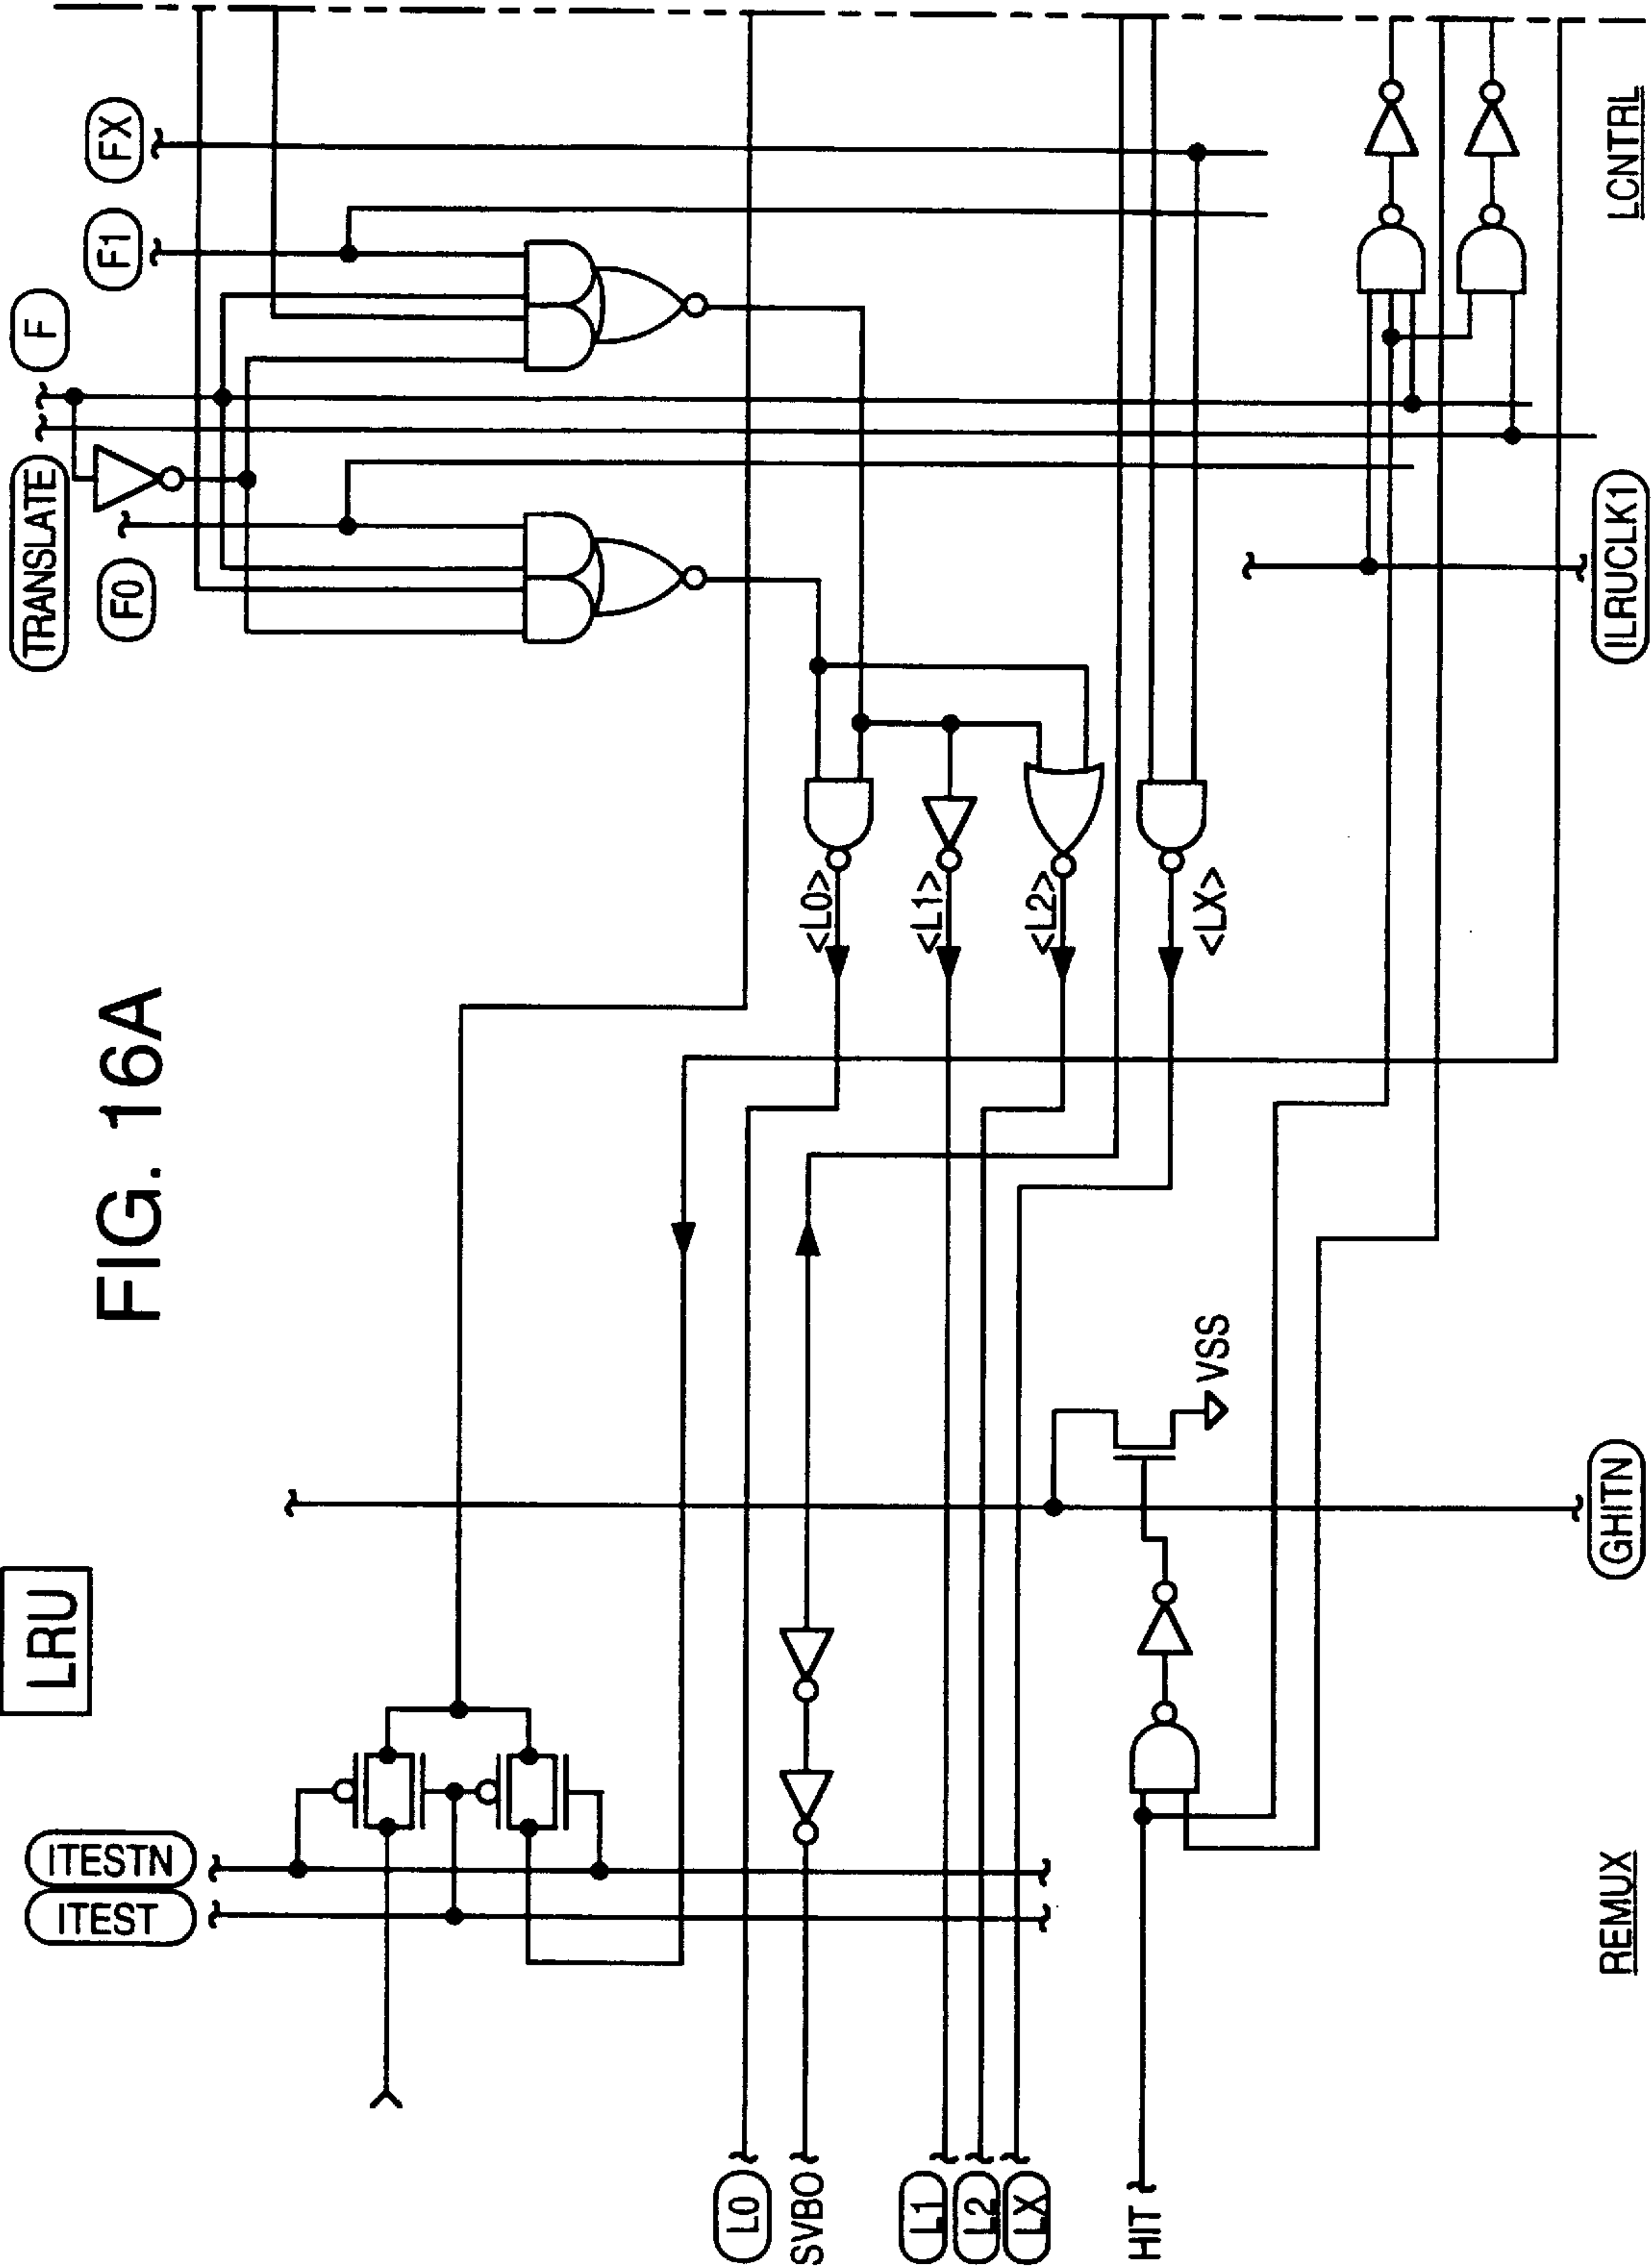 FIG. 16A
LRU
TRANSLATE
F
F0
F1
FX
ITESTN
ITEST
<L0>
<L1>
<L2>
<LX>
L0
SVBO
L1
L2
LX
HIT
VSS
GHITN
ILRUCLK1
REMUX
LCNTRL